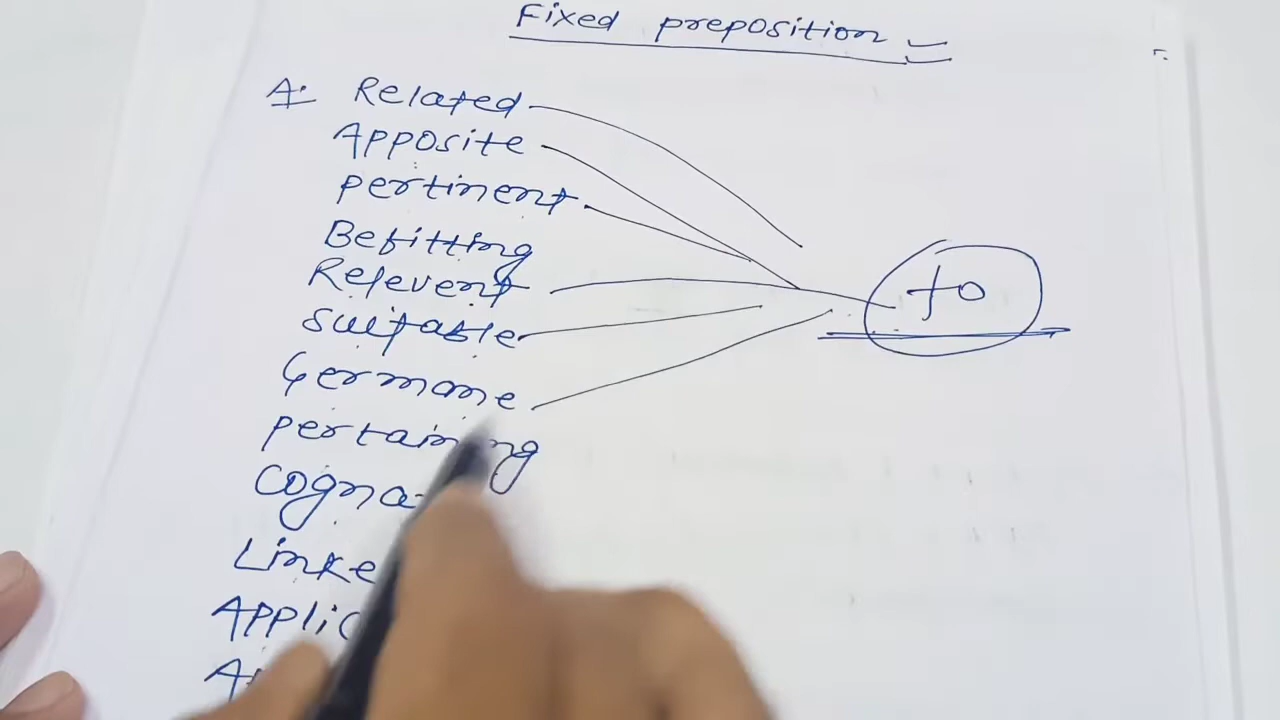 Fixed preposition
A. Related
Apposite
pertinent
Befitting
Relevent
to
Suitable
Germane
pertaining